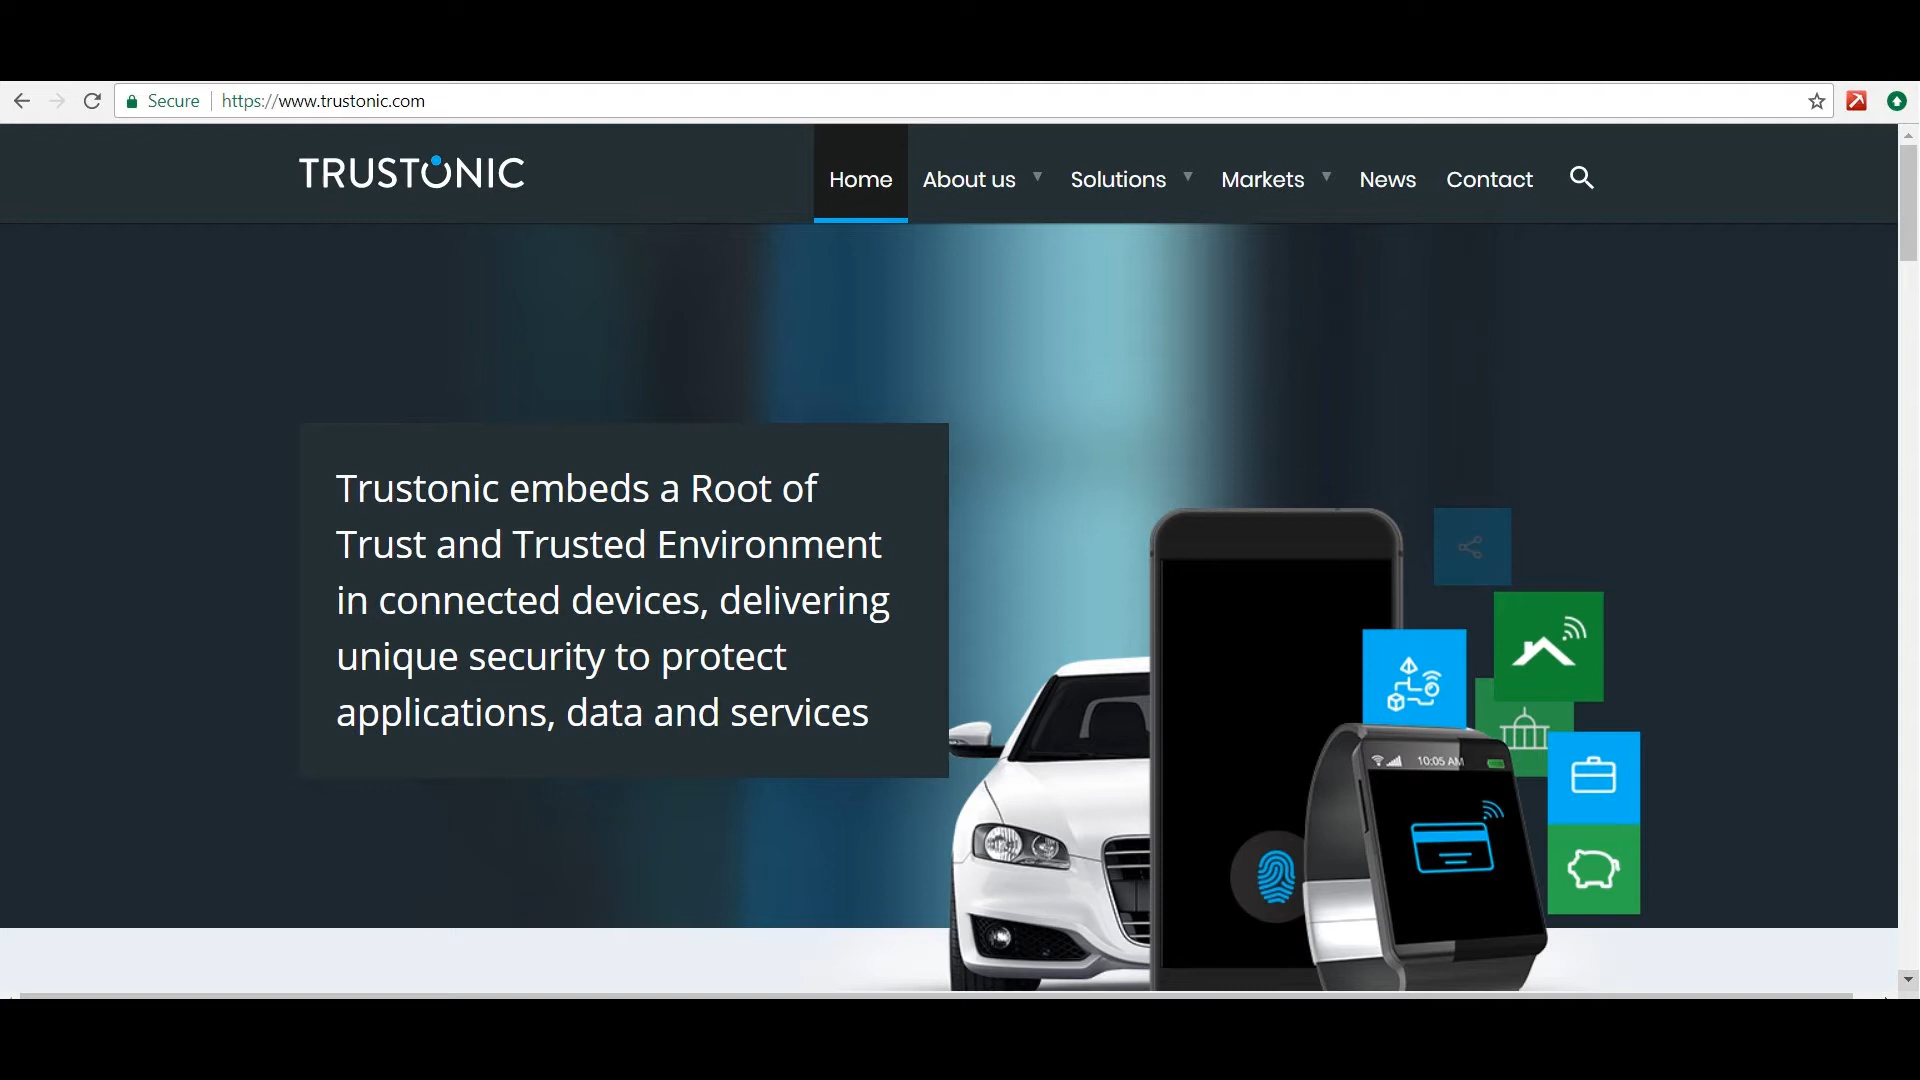 Secure https://www.trustonic.com
TRUSTONIC
Home About us Solutions Markets News Contact
Trustonic embeds a Root of
Trust and Trusted Environment
in connected devices, delivering
unique security to protect
applications, data and services
10:05 AM